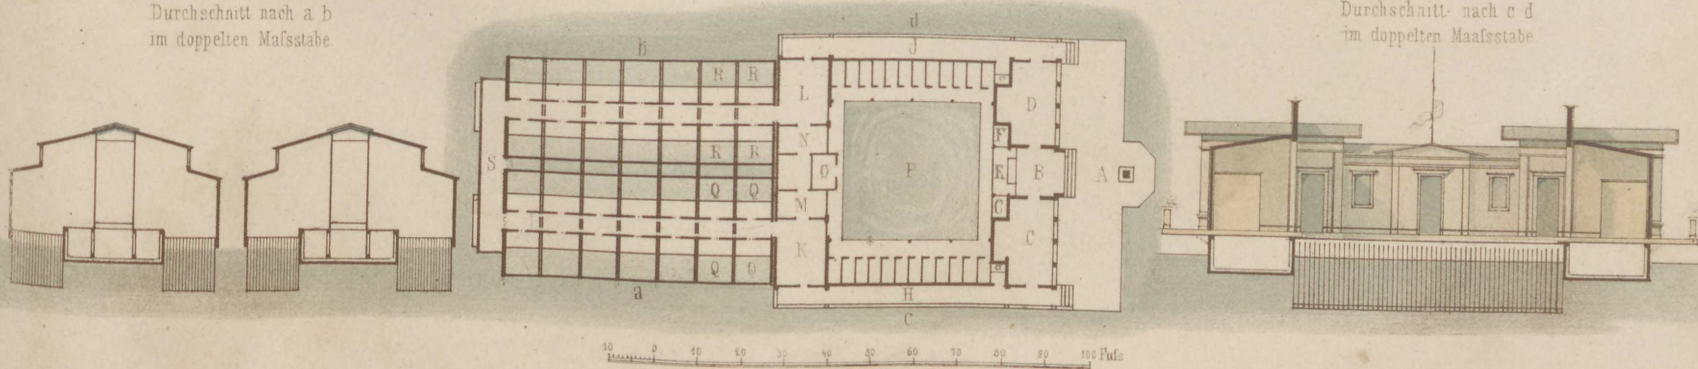 Durchschnitt nach a b
im doppelten Maſsstabe.
Durchschnitt nach c d
im doppelten Maaſsstabe
d
b
J
R R
L
D
N
F
R R
S
O
P
E
B
A
Q Q
M
C
K
C
Q Q
a
H
C
10 0 10 20 30 40 50 60 70 80 90 100 Fuſs